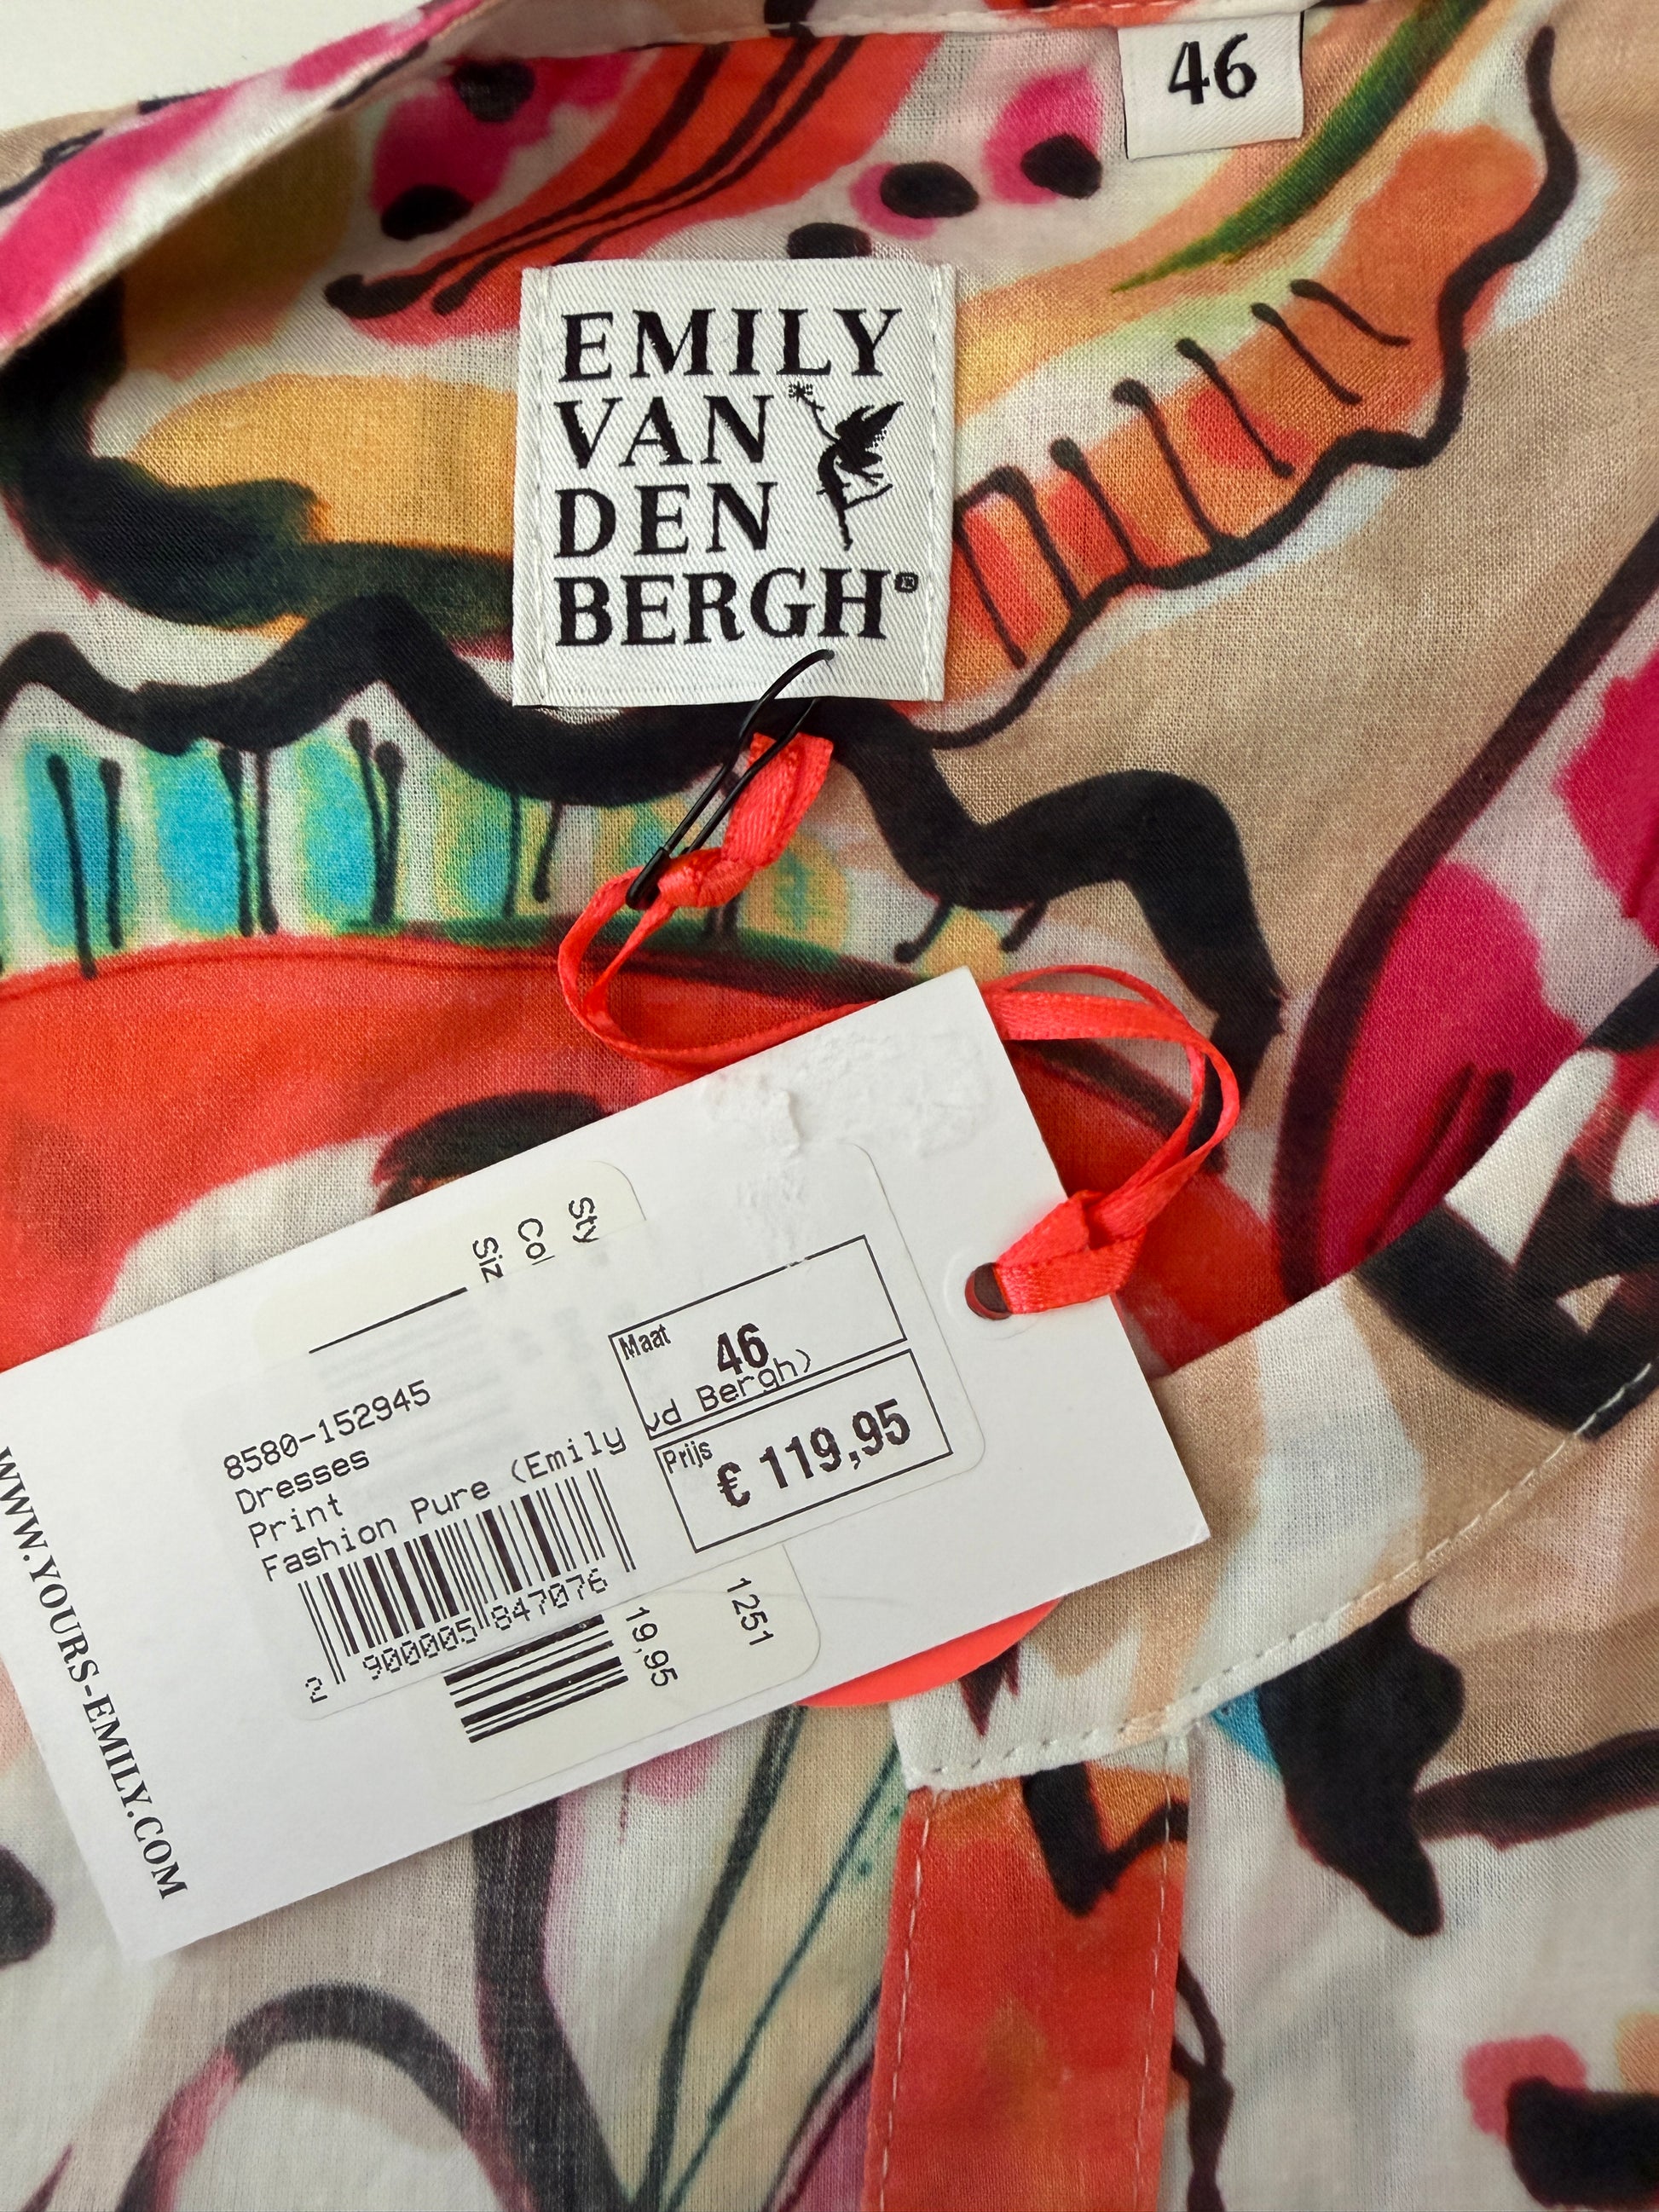 46
EMILY
VAN
DEN
BERGH®
Sty
Col
Siz
Maat
46
vd Bergh)
Prijs
€ 119,95
8580-152945
Dresses
Print
Fashion Pure (Emily
2 900005 847076
19,95
1251
WWW.YOURS-EMILY.COM